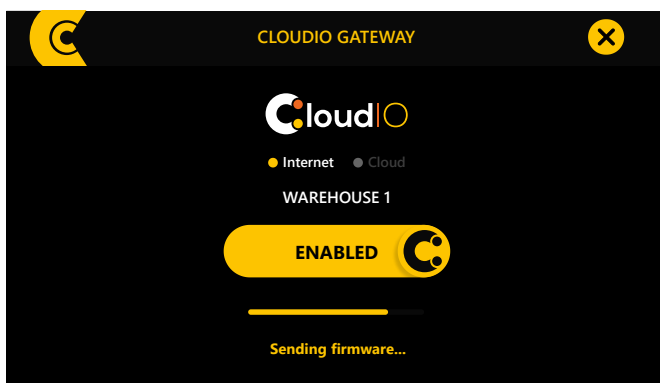 CLOUDIO GATEWAY
CloudIO
Internet Cloud
WAREHOUSE 1
ENABLED
Sending firmware...